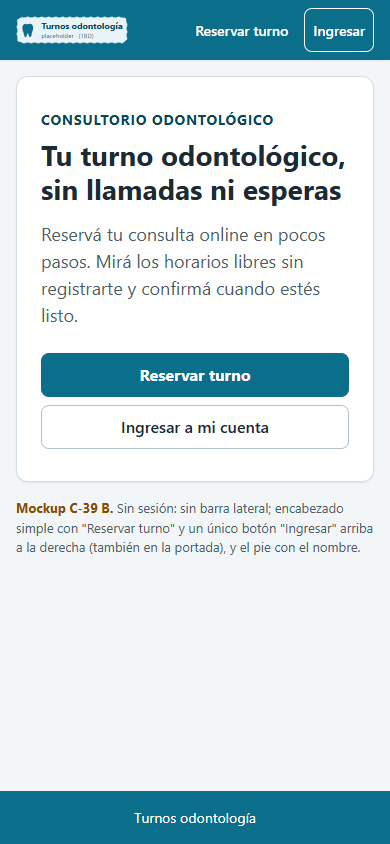 Turnos odontología
placeholder · (TBD)
Reservar turno
Ingresar
CONSULTORIO ODONTOLÓGICO
Tu turno odontológico,
sin llamadas ni esperas
Reservá tu consulta online en pocos
pasos. Mirá los horarios libres sin
registrarte y confirmá cuando estés
listo.
Reservar turno
Ingresar a mi cuenta
Mockup C-39 B. Sin sesión: sin barra lateral; encabezado
simple con "Reservar turno" y un único botón "Ingresar" arriba
a la derecha (también en la portada), y el pie con el nombre.
Turnos odontología